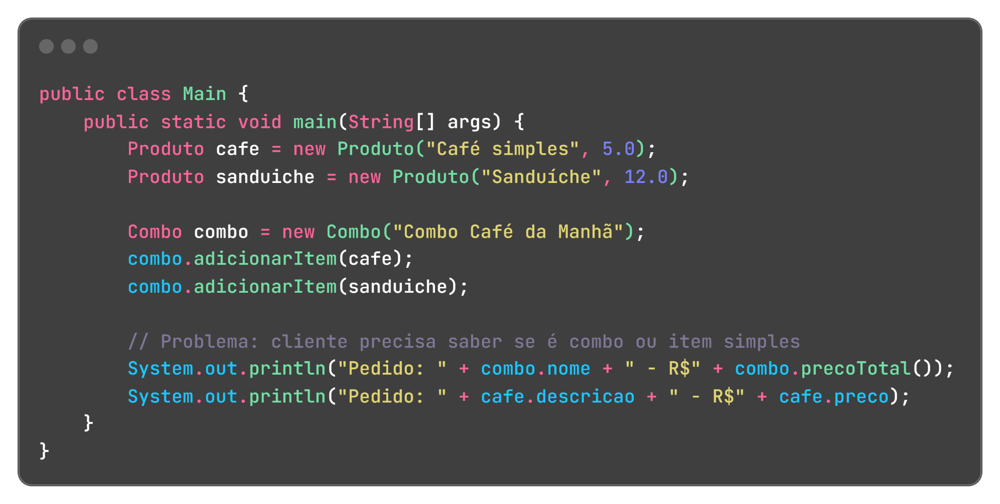 public class Main {
    public static void main(String[] args) {
        Produto cafe = new Produto("Café simples", 5.0);
        Produto sanduiche = new Produto("Sanduíche", 12.0);

        Combo combo = new Combo("Combo Café da Manhã");
        combo.adicionarItem(cafe);
        combo.adicionarItem(sanduiche);

        // Problema: cliente precisa saber se é combo ou item simples
        System.out.println("Pedido: " + combo.nome + " - R$" + combo.precoTotal());
        System.out.println("Pedido: " + cafe.descricao + " - R$" + cafe.preco);
    }
}